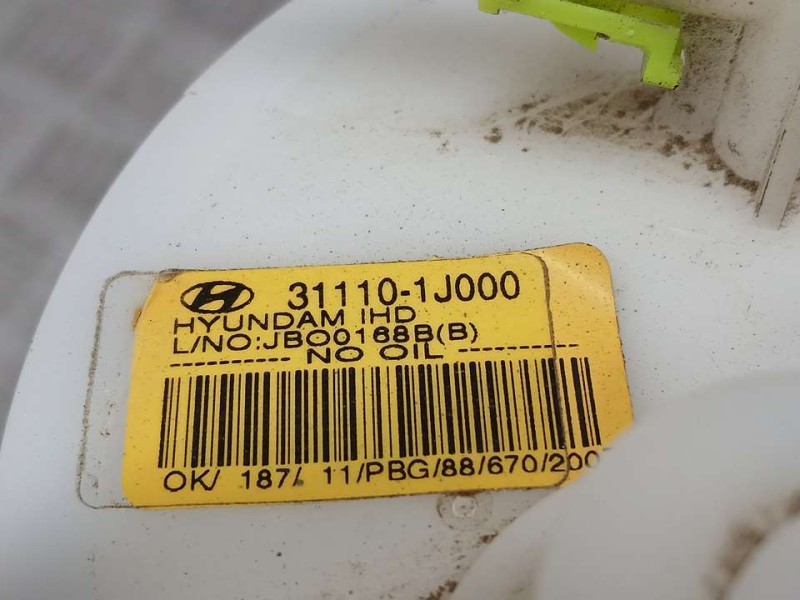 31110-1J000
HYUNDAM IHD
L/NO:JBO0168B(B)
---------- NO OIL ----------
OK/ 187/ 11/PBG/88/670/200